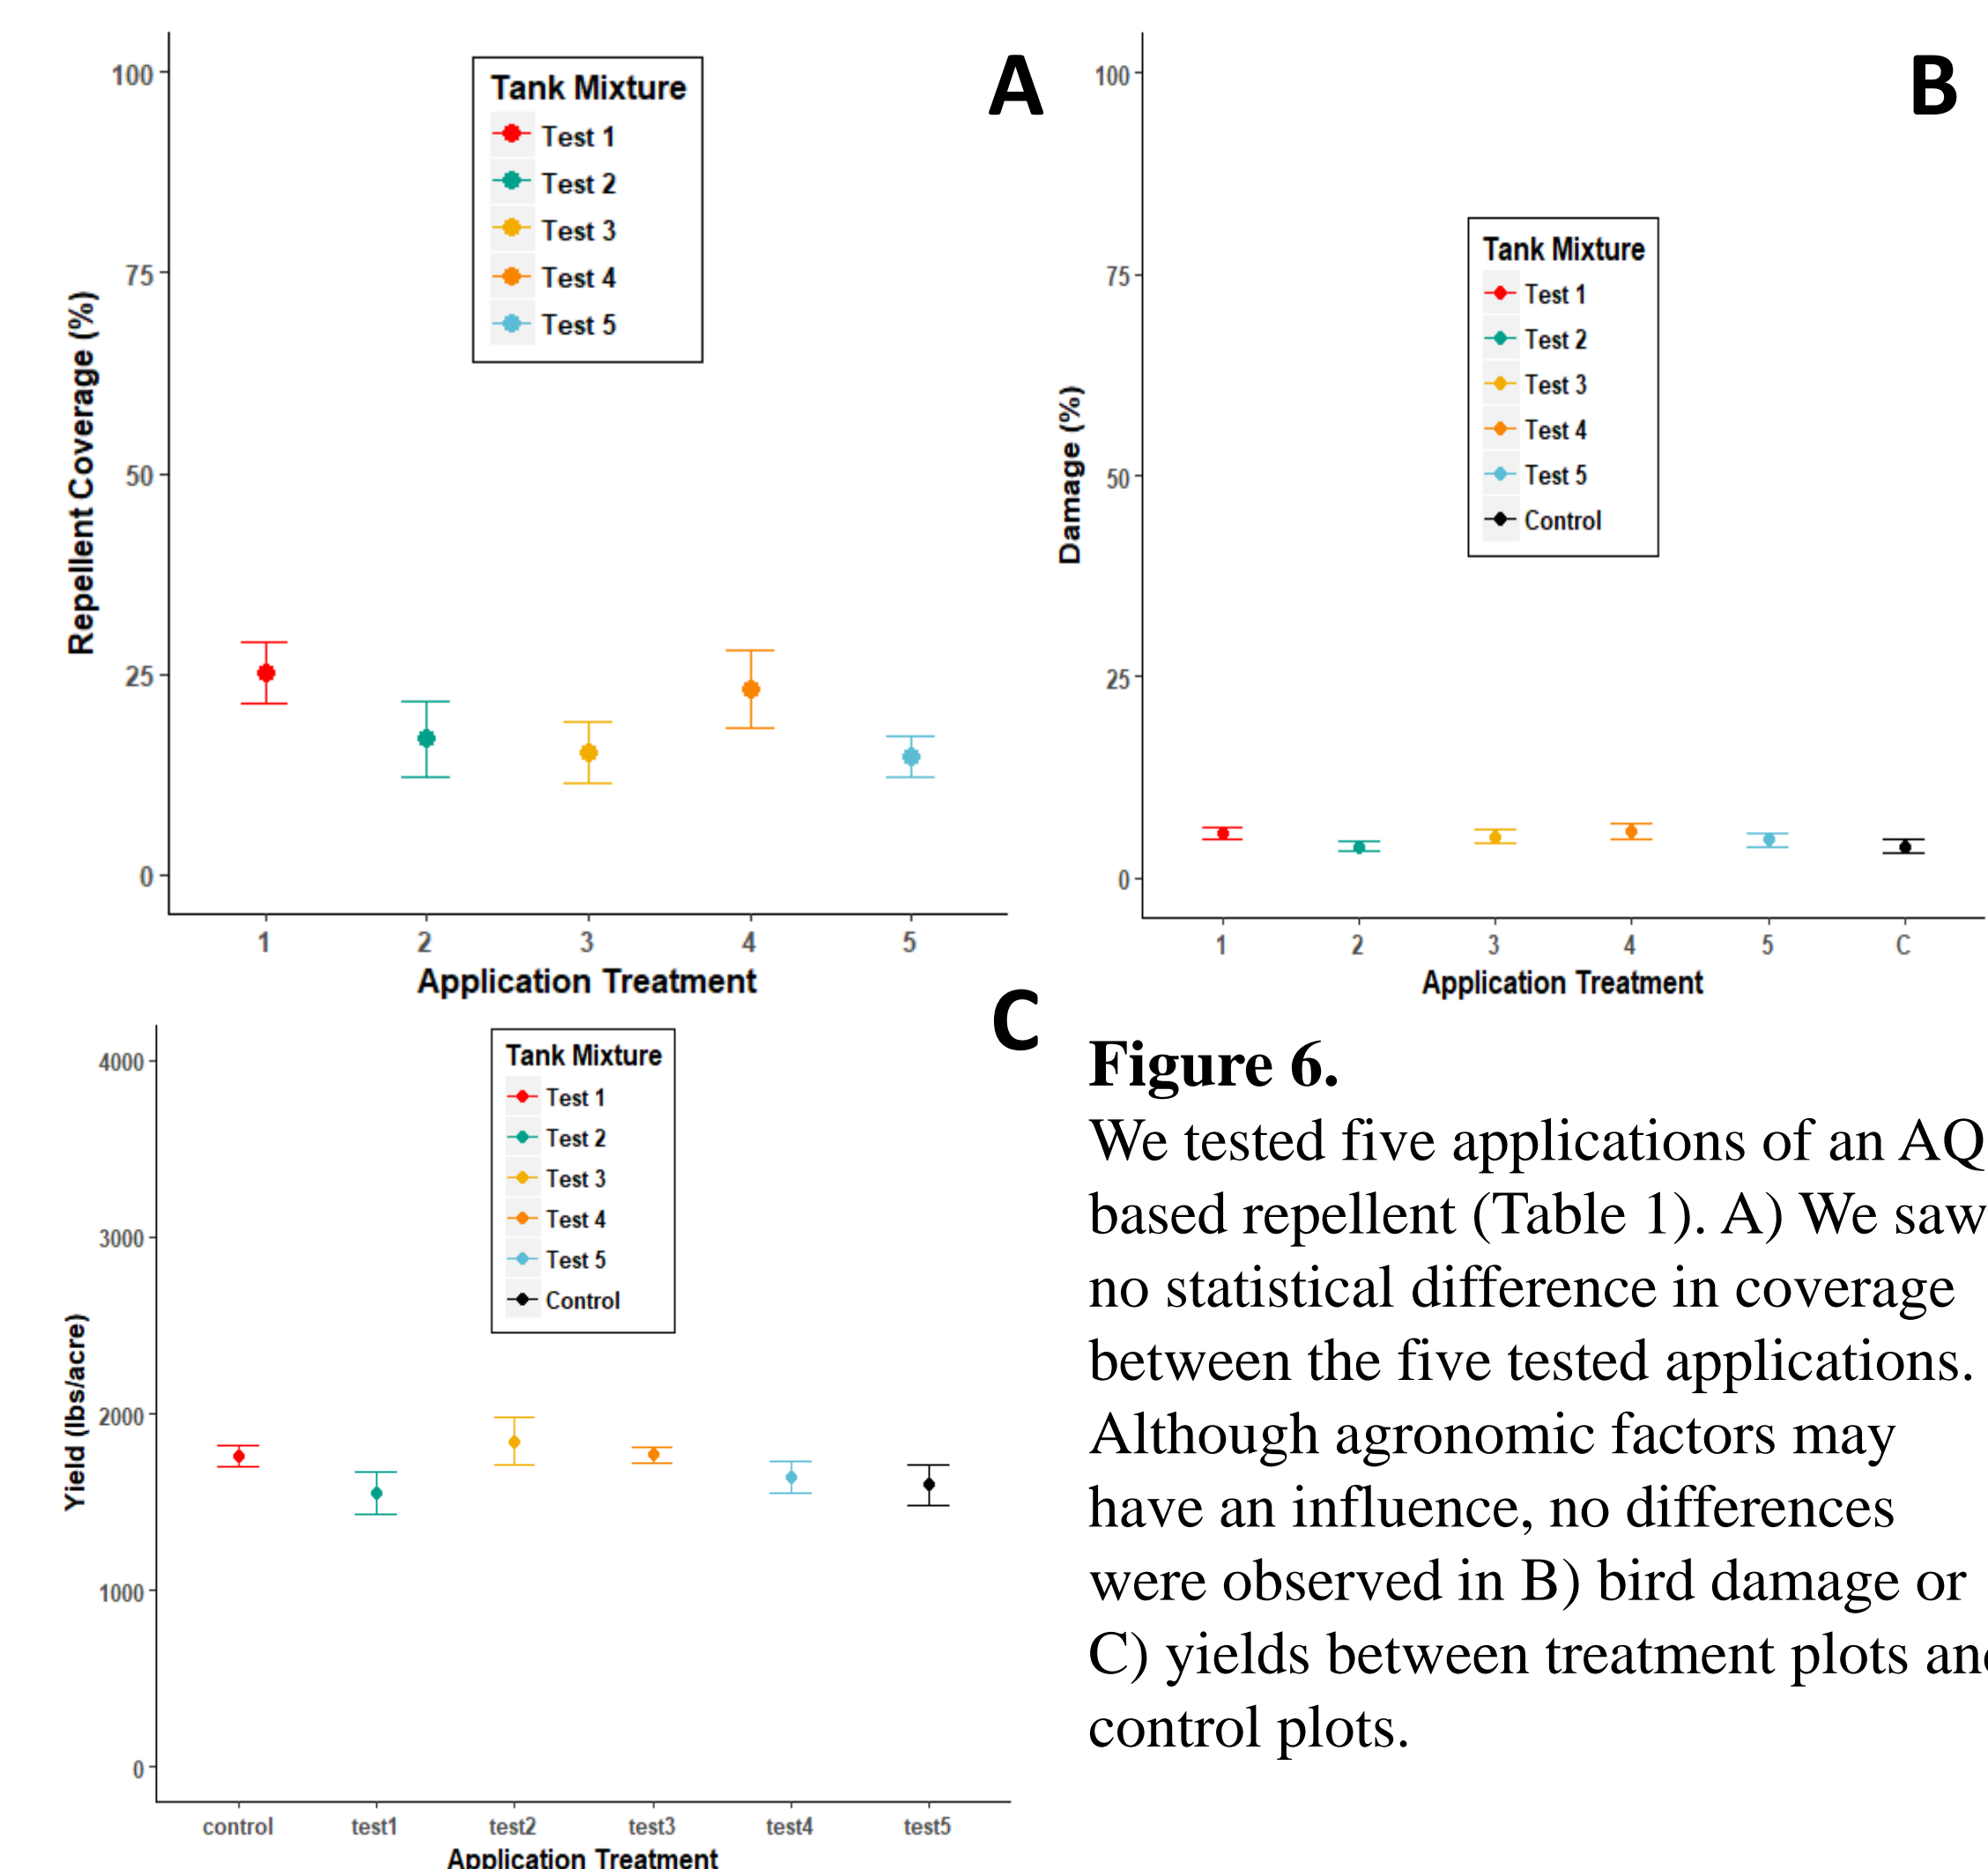 A
Repellent Coverage (%)
100
75
50
25
0
Tank Mixture
Test 1
Test 2
Test 3
Test 4
Test 5
1 2 3 4 5
Application Treatment
B
Damage (%)
100
75
50
25
0
Tank Mixture
Test 1
Test 2
Test 3
Test 4
Test 5
Control
1 2 3 4 5 C
Application Treatment
C
Yield (lbs/acre)
4000
3000
2000
1000
0
Tank Mixture
Test 1
Test 2
Test 3
Test 4
Test 5
Control
control test1 test2 test3 test4 test5
Application Treatment
Figure 6.
We tested five applications of an AQ
based repellent (Table 1). A) We saw
no statistical difference in coverage
between the five tested applications.
Although agronomic factors may
have an influence, no differences
were observed in B) bird damage or
C) yields between treatment plots and
control plots.